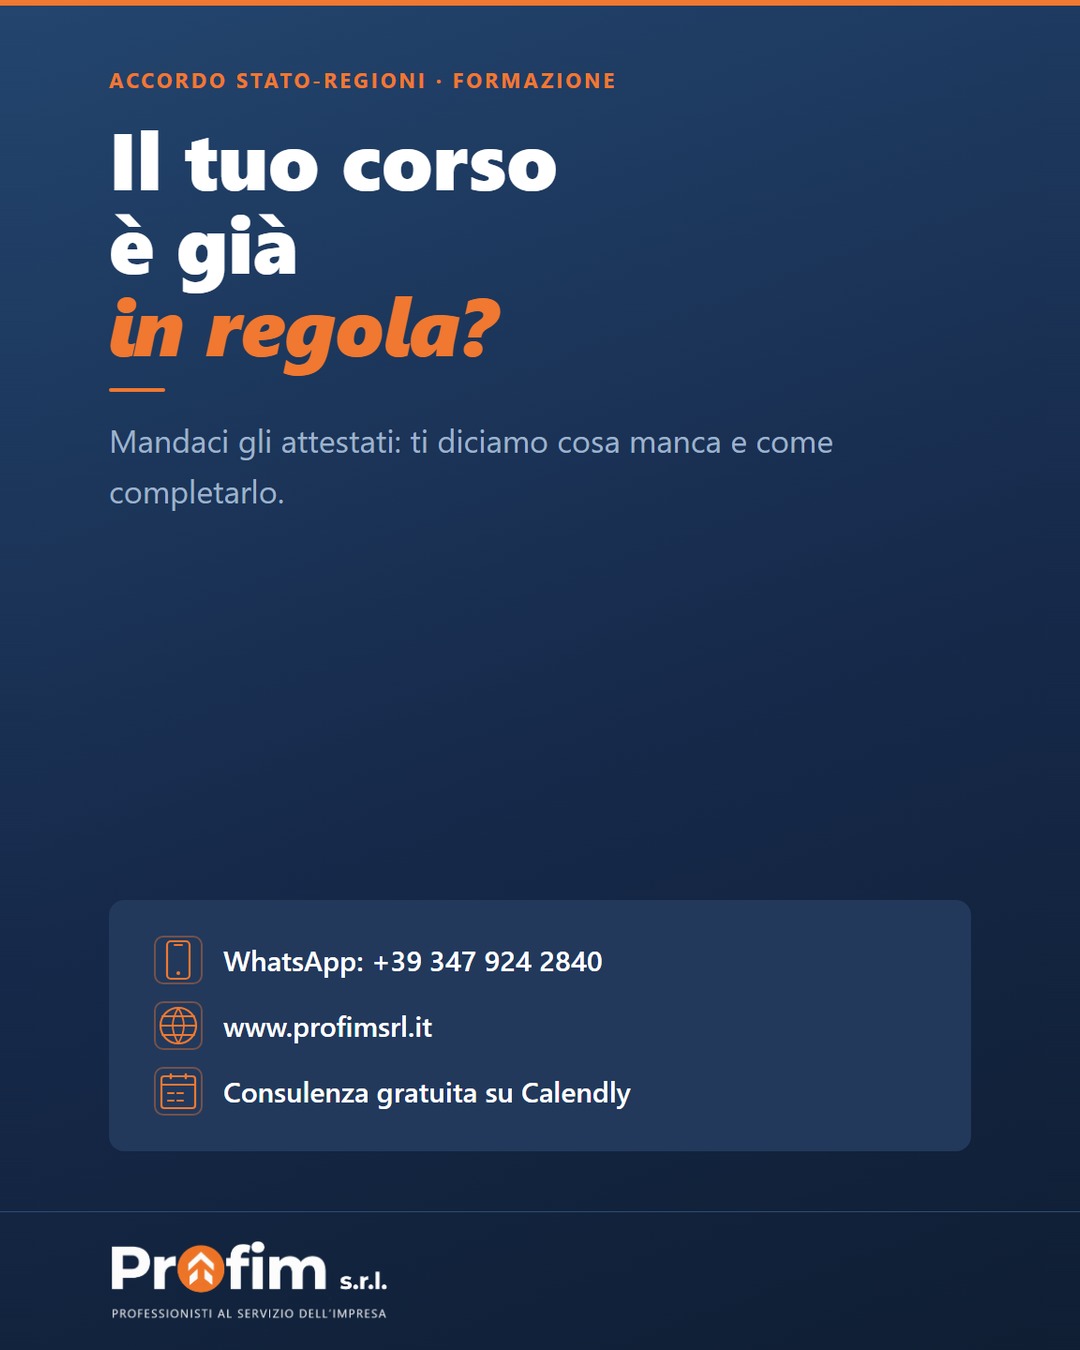 ACCORDO STATO-REGIONI · FORMAZIONE
Il tuo corso
è già
in regola?
Mandaci gli attestati: ti diciamo cosa manca e come
completarlo.
WhatsApp: +39 347 924 2840
www.profimsrl.it
Consulenza gratuita su Calendly
Profim s.r.l.
PROFESSIONISTI AL SERVIZIO DELL'IMPRESA